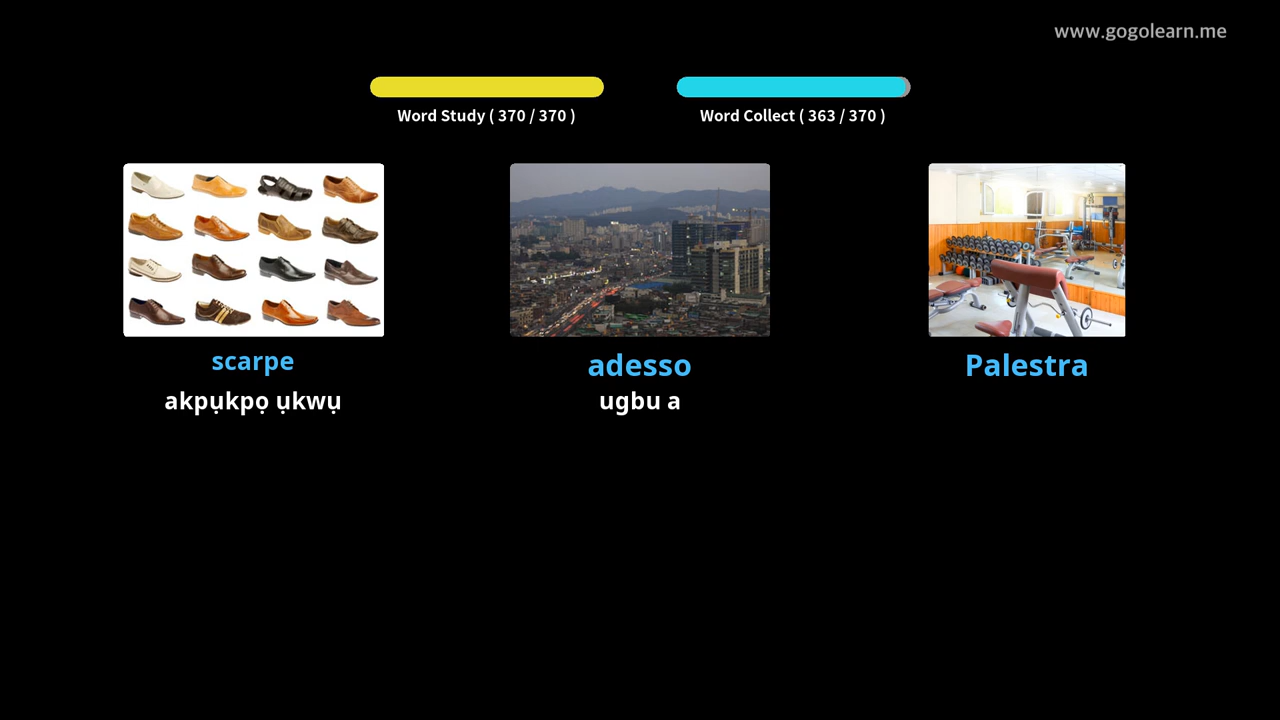 www.gogolearn.me
Word Study ( 370 / 370 )
Word Collect ( 363 / 370 )
scarpe
akpụkpọ ụkwụ
adesso
ugbu a
Palestra